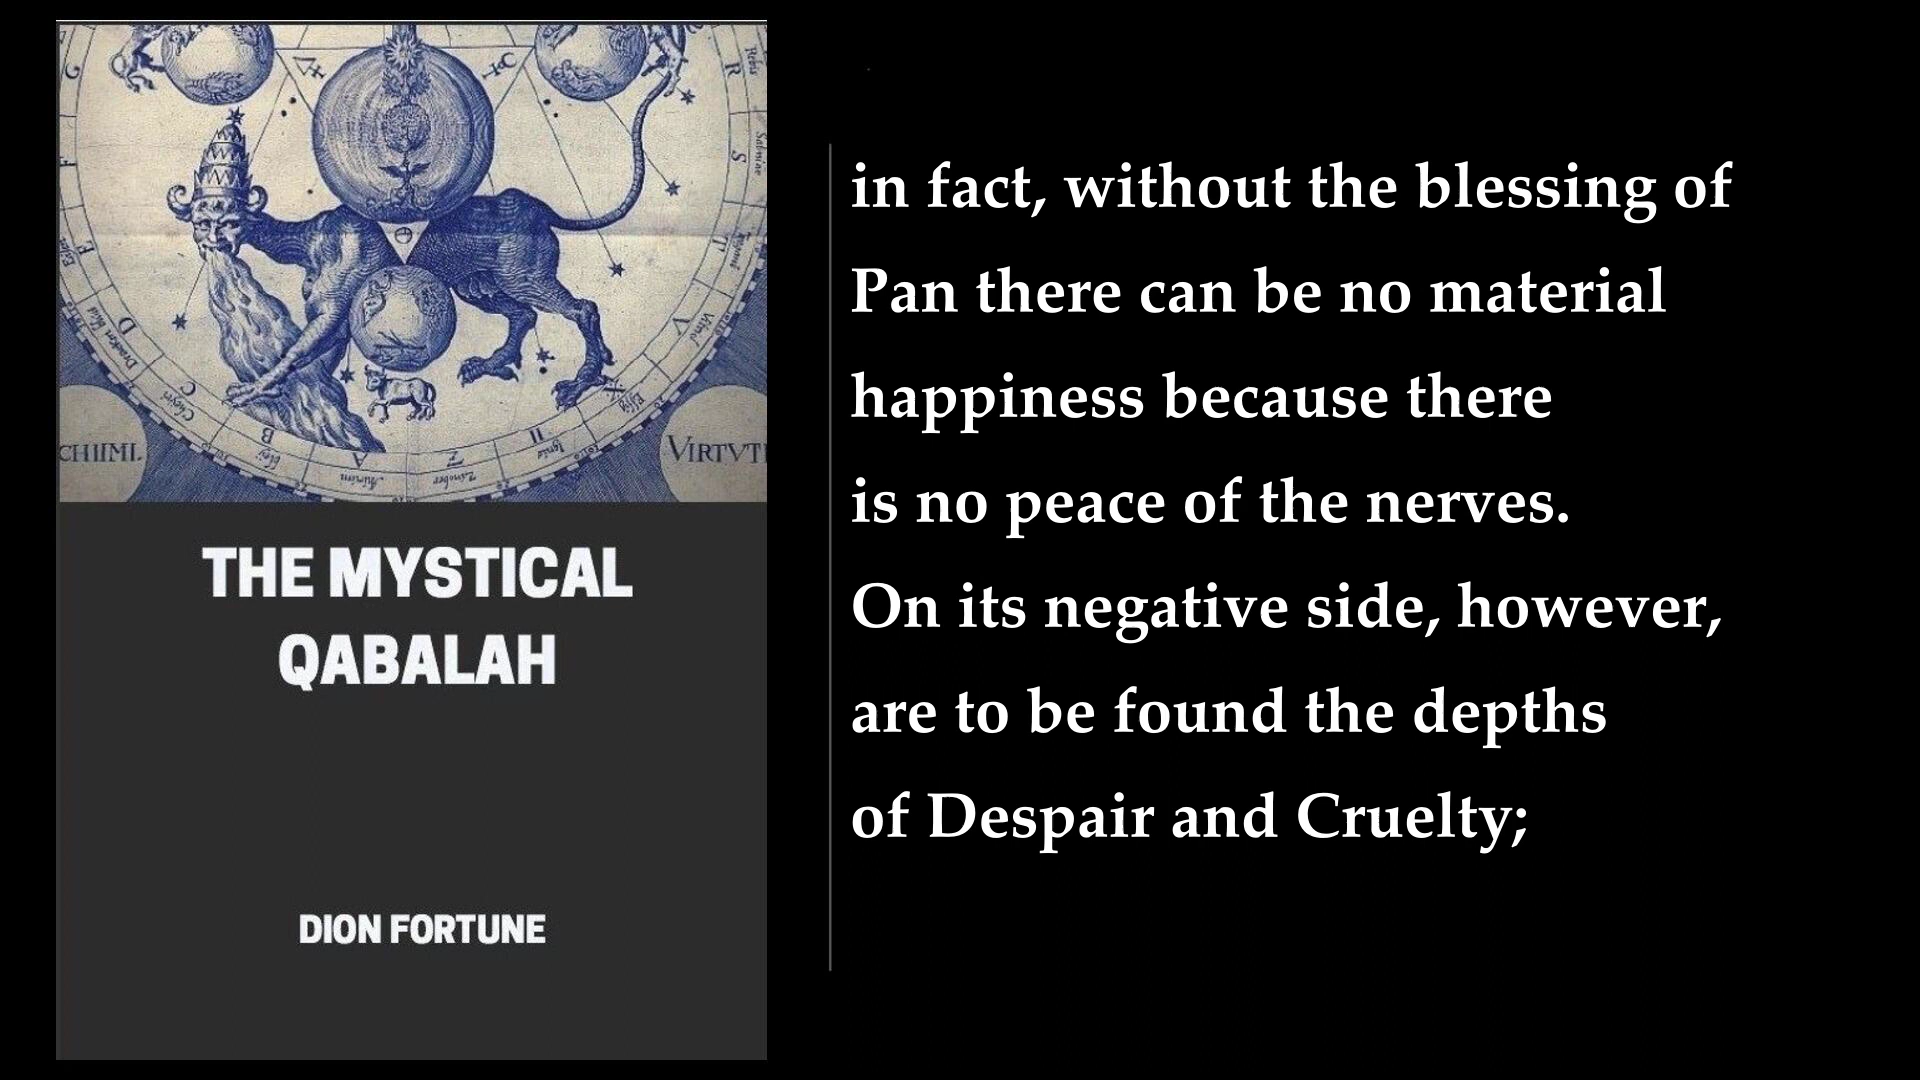 THE MYSTICAL
QABALAH
DION FORTUNE
CHIIMI.
VIRTVTI
in fact, without the blessing of
Pan there can be no material
happiness because there
is no peace of the nerves.
On its negative side, however,
are to be found the depths
of Despair and Cruelty;